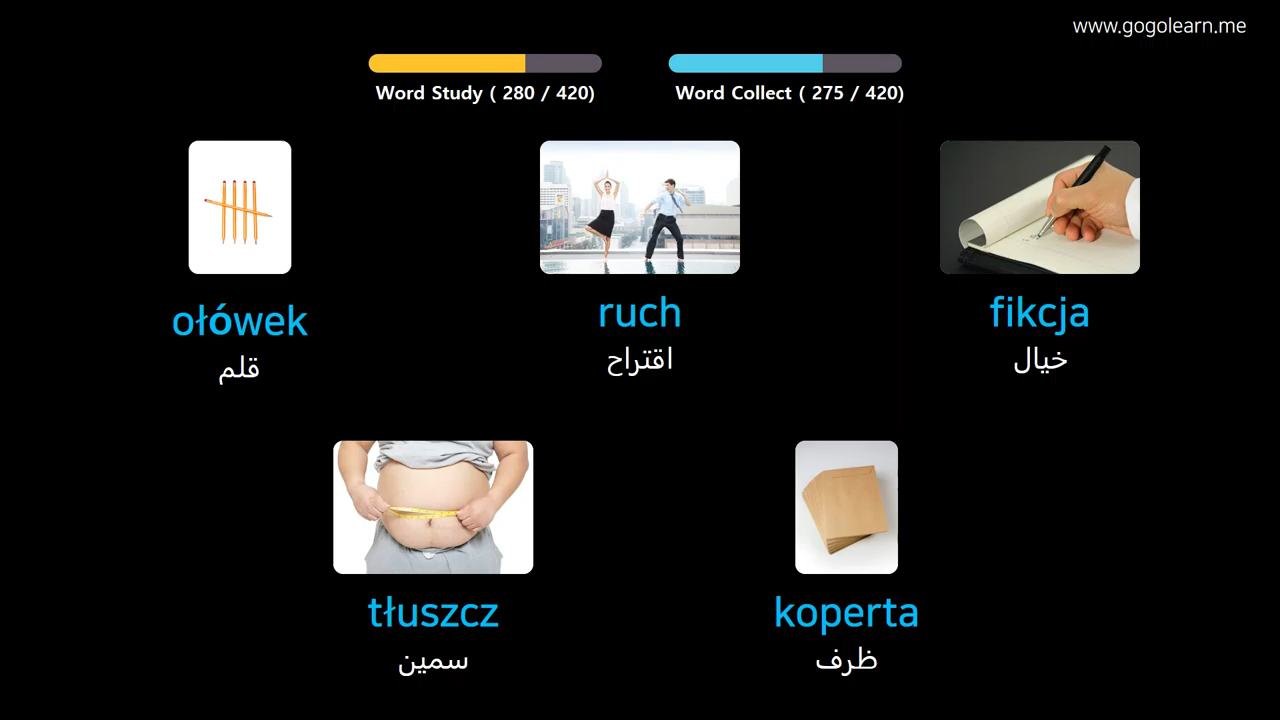 www.gogolearn.me
Word Study ( 280 / 420)
Word Collect ( 275 / 420)
ołówek
قلم
ruch
اقتراح
fikcja
خيال
tłuszcz
سمين
koperta
ظرف